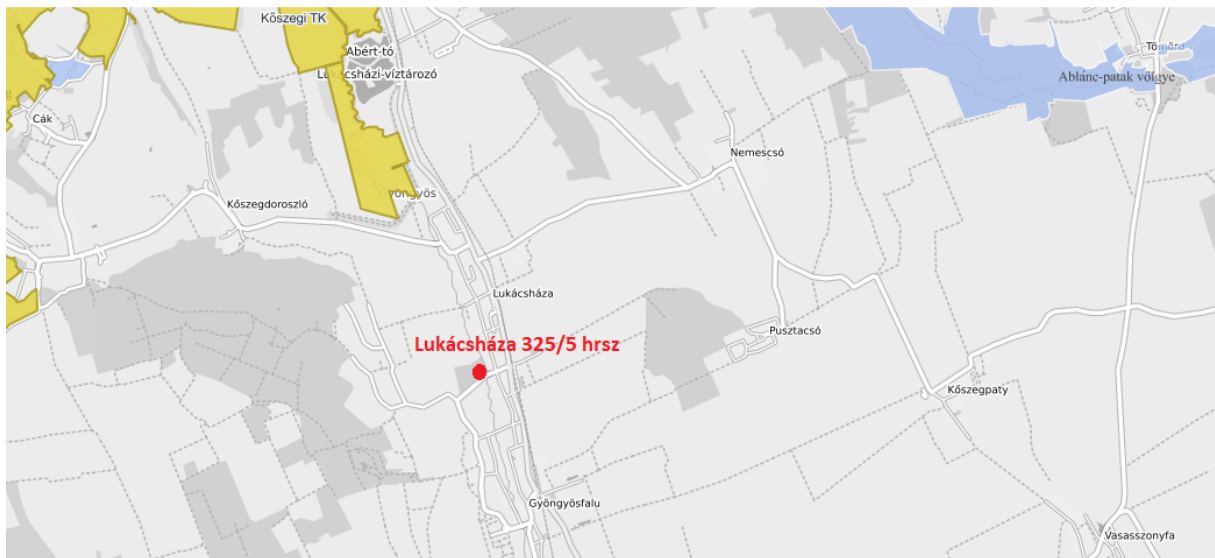 Kőszegi TK
Abért-tó
Lukácsházi-víztározó
Tömörd
Ablánc-patak völgye
Cák
Nemescsó
Gyöngyös
Kőszegdoroszló
Lukácsháza
Pusztacsó
Lukácsháza 325/5 hrsz
Kőszegpaty
Gyöngyösfalu
Vasasszonyfa